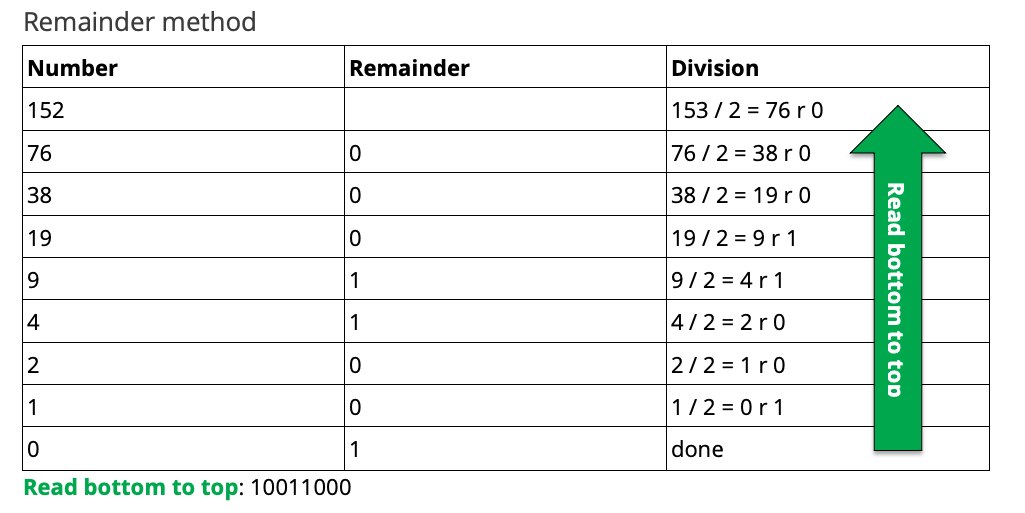 Remainder method
Number Remainder Division
152 153 / 2 = 76 r 0
76 0 76 / 2 = 38 r 0
38 0 38 / 2 = 19 r 0
19 0 19 / 2 = 9 r 1
9 1 9 / 2 = 4 r 1
4 1 4 / 2 = 2 r 0
2 0 2 / 2 = 1 r 0
1 0 1 / 2 = 0 r 1
0 1 done
Read bottom to top
Read bottom to top: 10011000